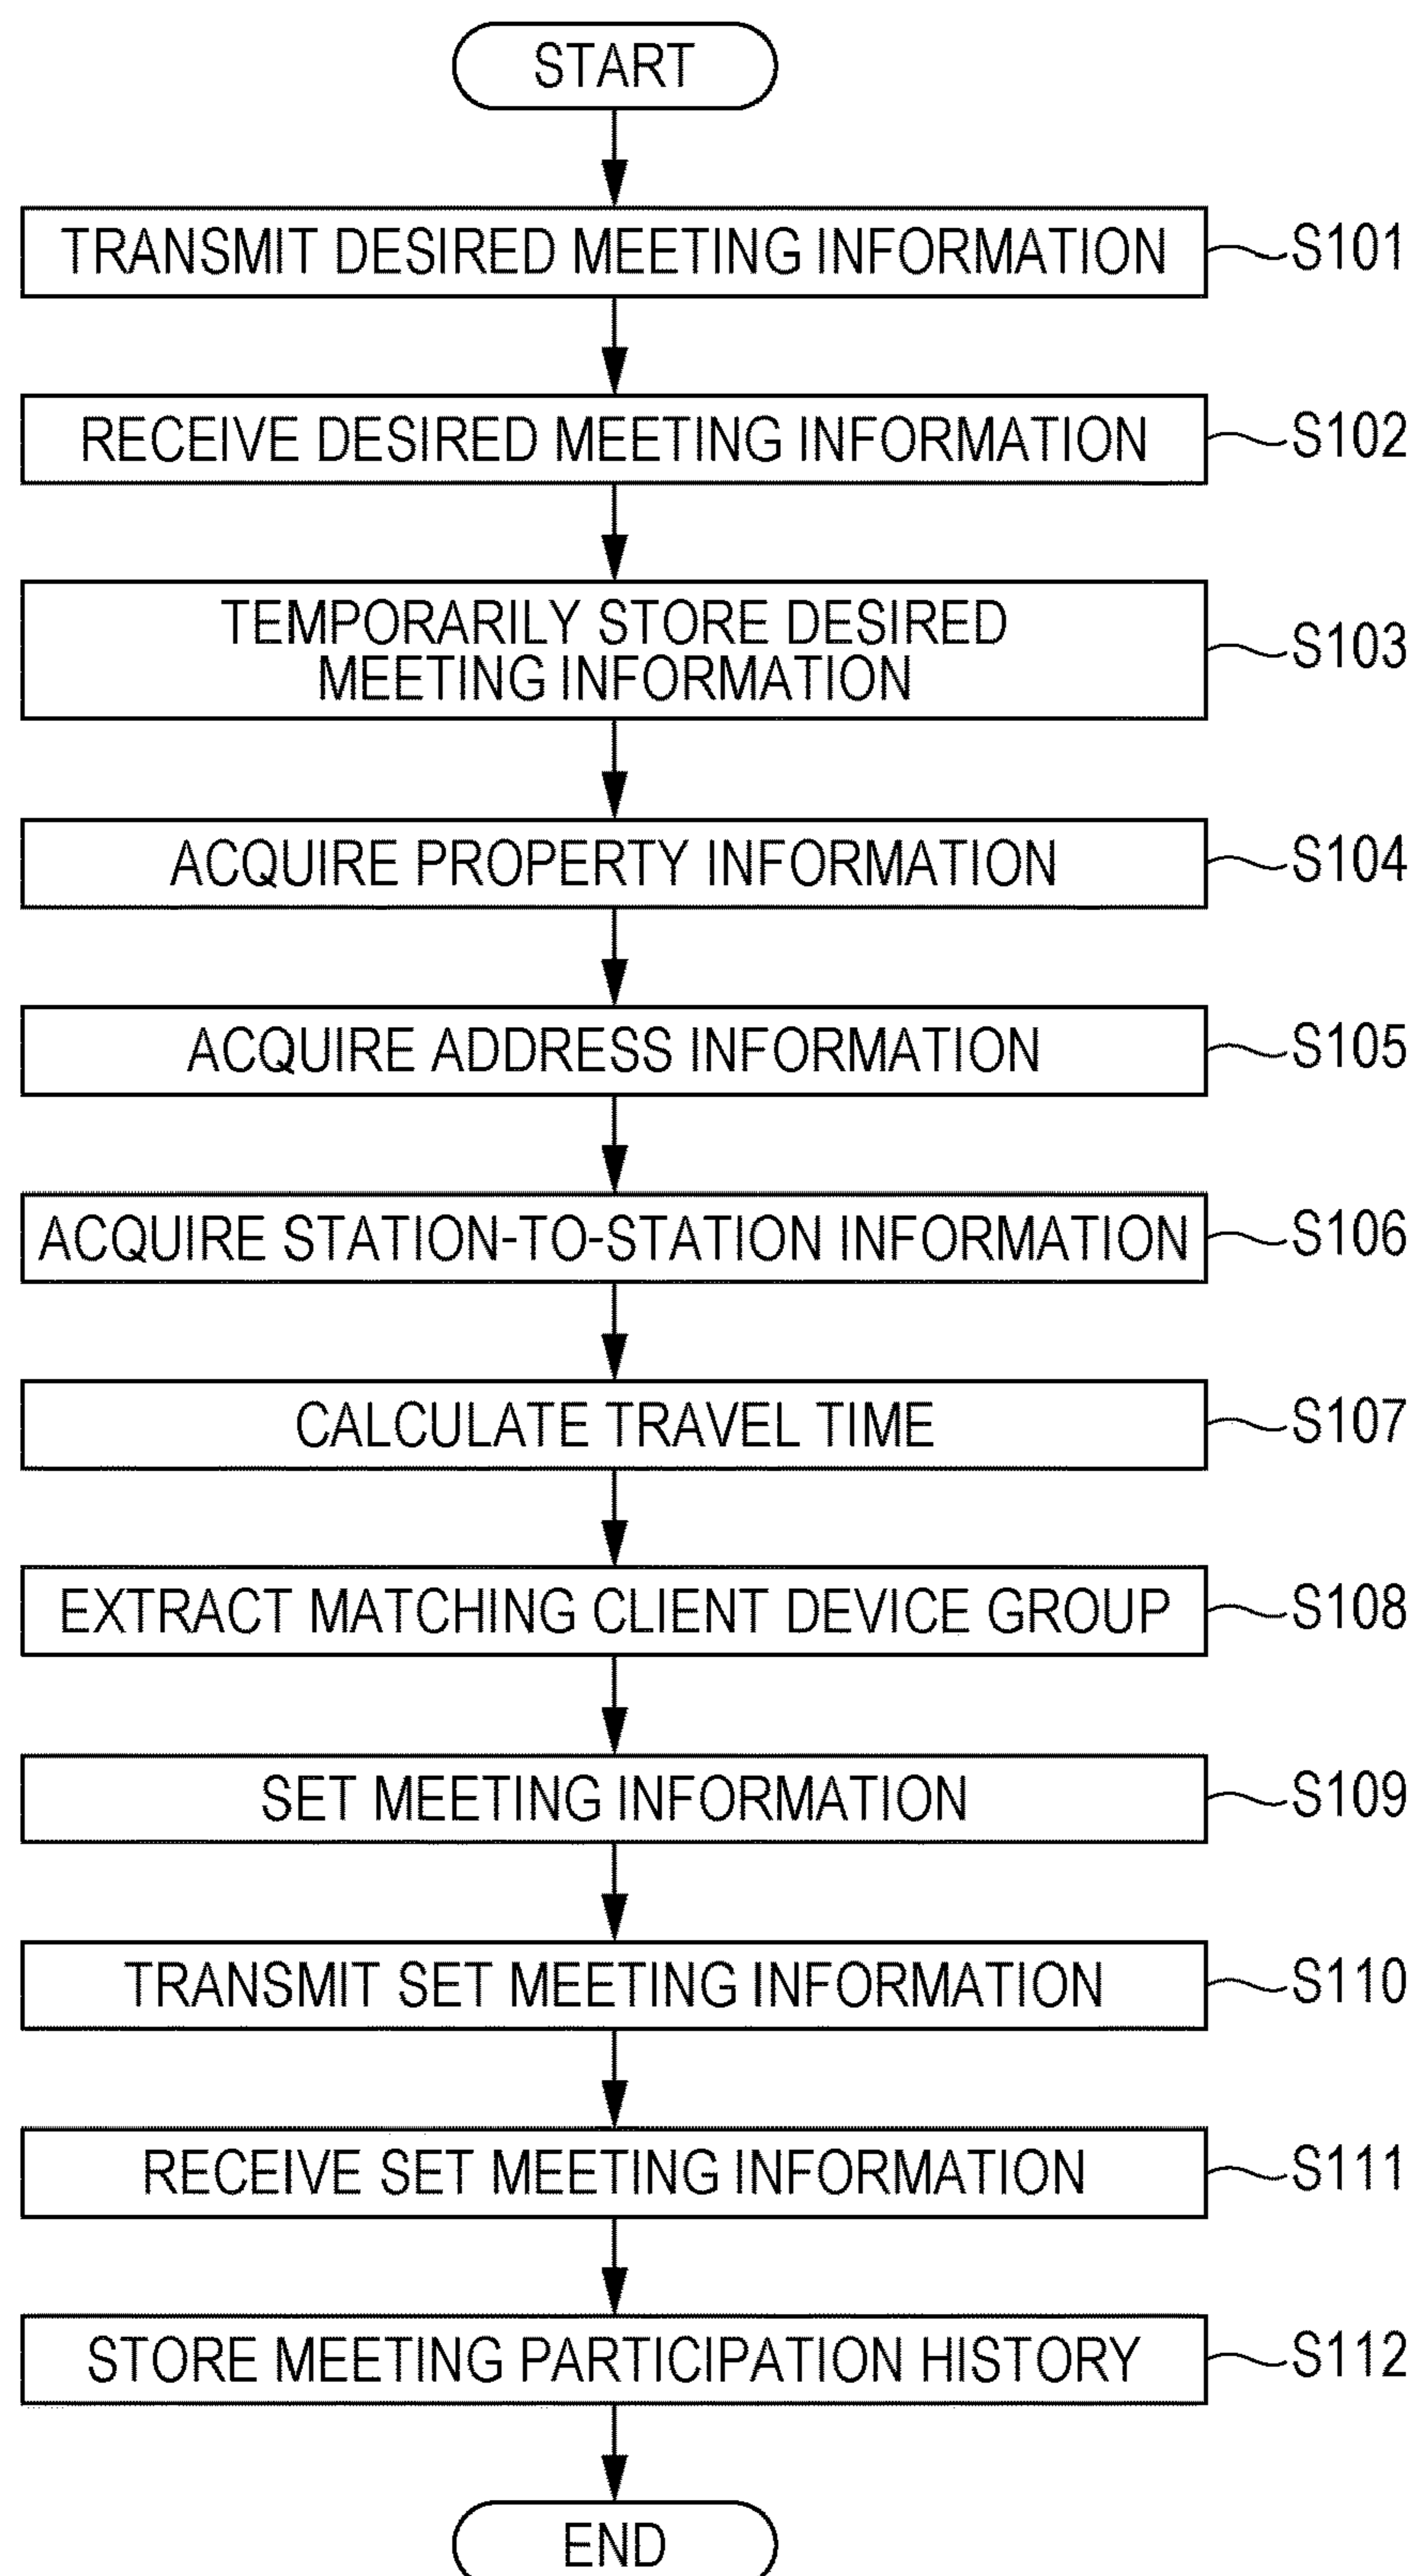 START
TRANSMIT DESIRED MEETING INFORMATION
S101
RECEIVE DESIRED MEETING INFORMATION
S102
TEMPORARILY STORE DESIRED
MEETING INFORMATION
S103
ACQUIRE PROPERTY INFORMATION
S104
ACQUIRE ADDRESS INFORMATION
S105
ACQUIRE STATION-TO-STATION INFORMATION
S106
CALCULATE TRAVEL TIME
S107
EXTRACT MATCHING CLIENT DEVICE GROUP
S108
SET MEETING INFORMATION
S109
TRANSMIT SET MEETING INFORMATION
S110
RECEIVE SET MEETING INFORMATION
S111
STORE MEETING PARTICIPATION HISTORY
S112
END